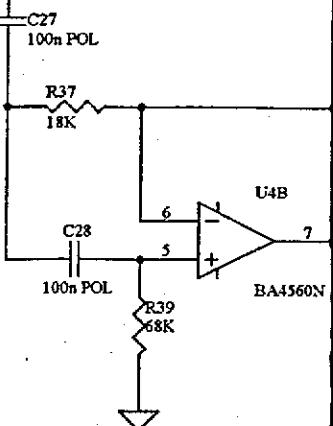 C27
100n POL
R37
18K
U4B
6
7
C28
5
100n POL
BA4560N
R39
68K